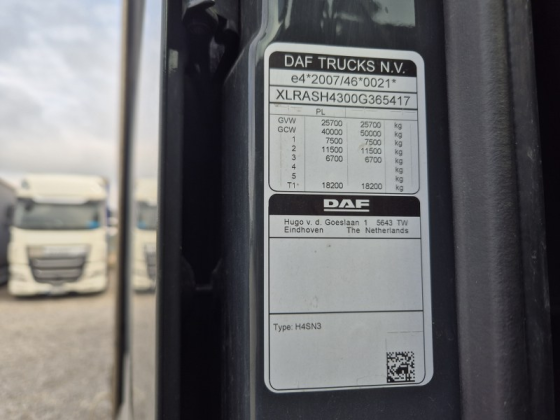 DAF TRUCKS N.V.
e4*2007/46*0021*
XLRASH4300G365417
PL
GVW 25700 25700 kg
GCW 40000 50000 kg
1 7500 7500 kg
2 11500 11500 kg
3 6700 6700 kg
4 kg
5 kg
T1- 18200 18200 kg
DAF
Hugo v. d. Goeslaan 1 5643 TW
Eindhoven The Netherlands
Type: H4SN3